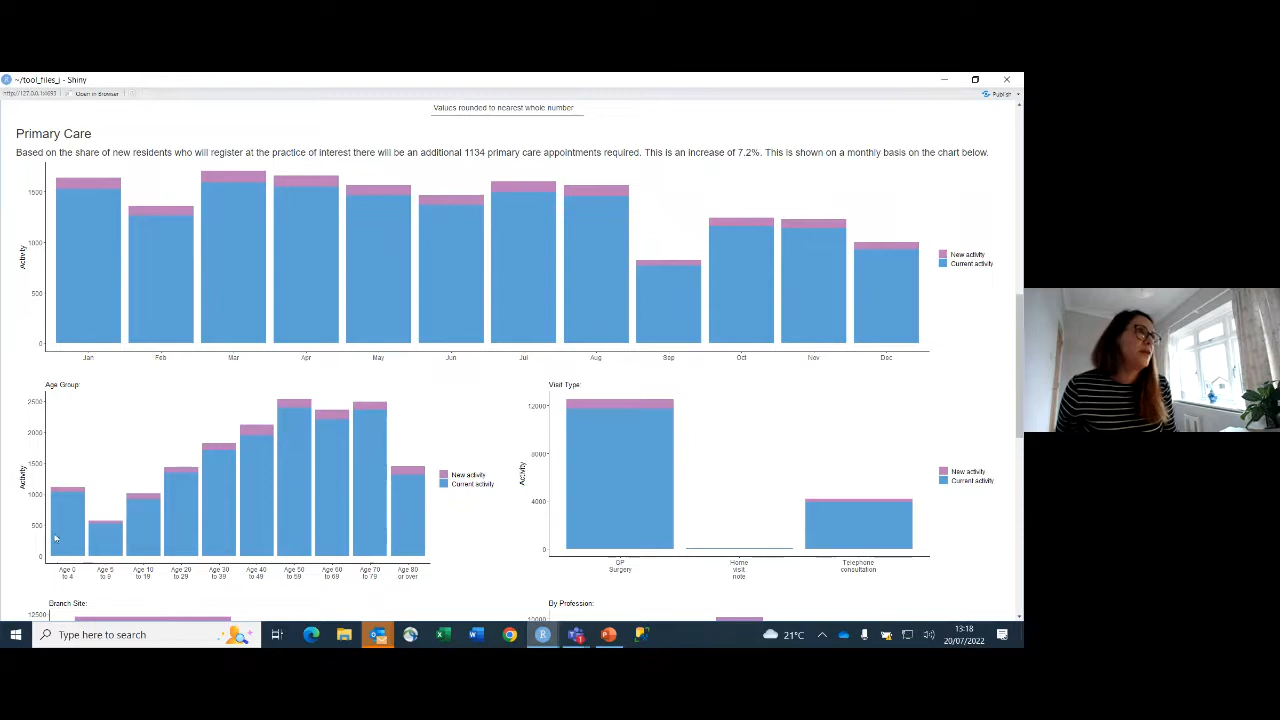 ~/tool_files_i - Shiny
http://127.0.0.1:4693
Open in Browser
Publish
Values rounded to nearest whole number
Primary Care
Based on the share of new residents who will register at the practice of interest there will be an additional 1134 primary care appointments required. This is an increase of 7.2%. This is shown on a monthly basis on the chart below.
1500
1000
500
0
Activity
Jan Feb Mar Apr May Jun Jul Aug Sep Oct Nov Dec
New activity
Current activity
Age Group:
2500
2000
1500
1000
500
0
Activity
Age 0 to 4
Age 5 to 9
Age 10 to 19
Age 20 to 29
Age 30 to 39
Age 40 to 49
Age 50 to 59
Age 60 to 69
Age 70 to 79
Age 80 or over
New activity
Current activity
Visit Type:
12000
8000
4000
0
Activity
GP Surgery
Home visit note
Telephone consultation
New activity
Current activity
Branch Site:
12500
By Profession:
10000
Type here to search
21°C
13:18
20/07/2022